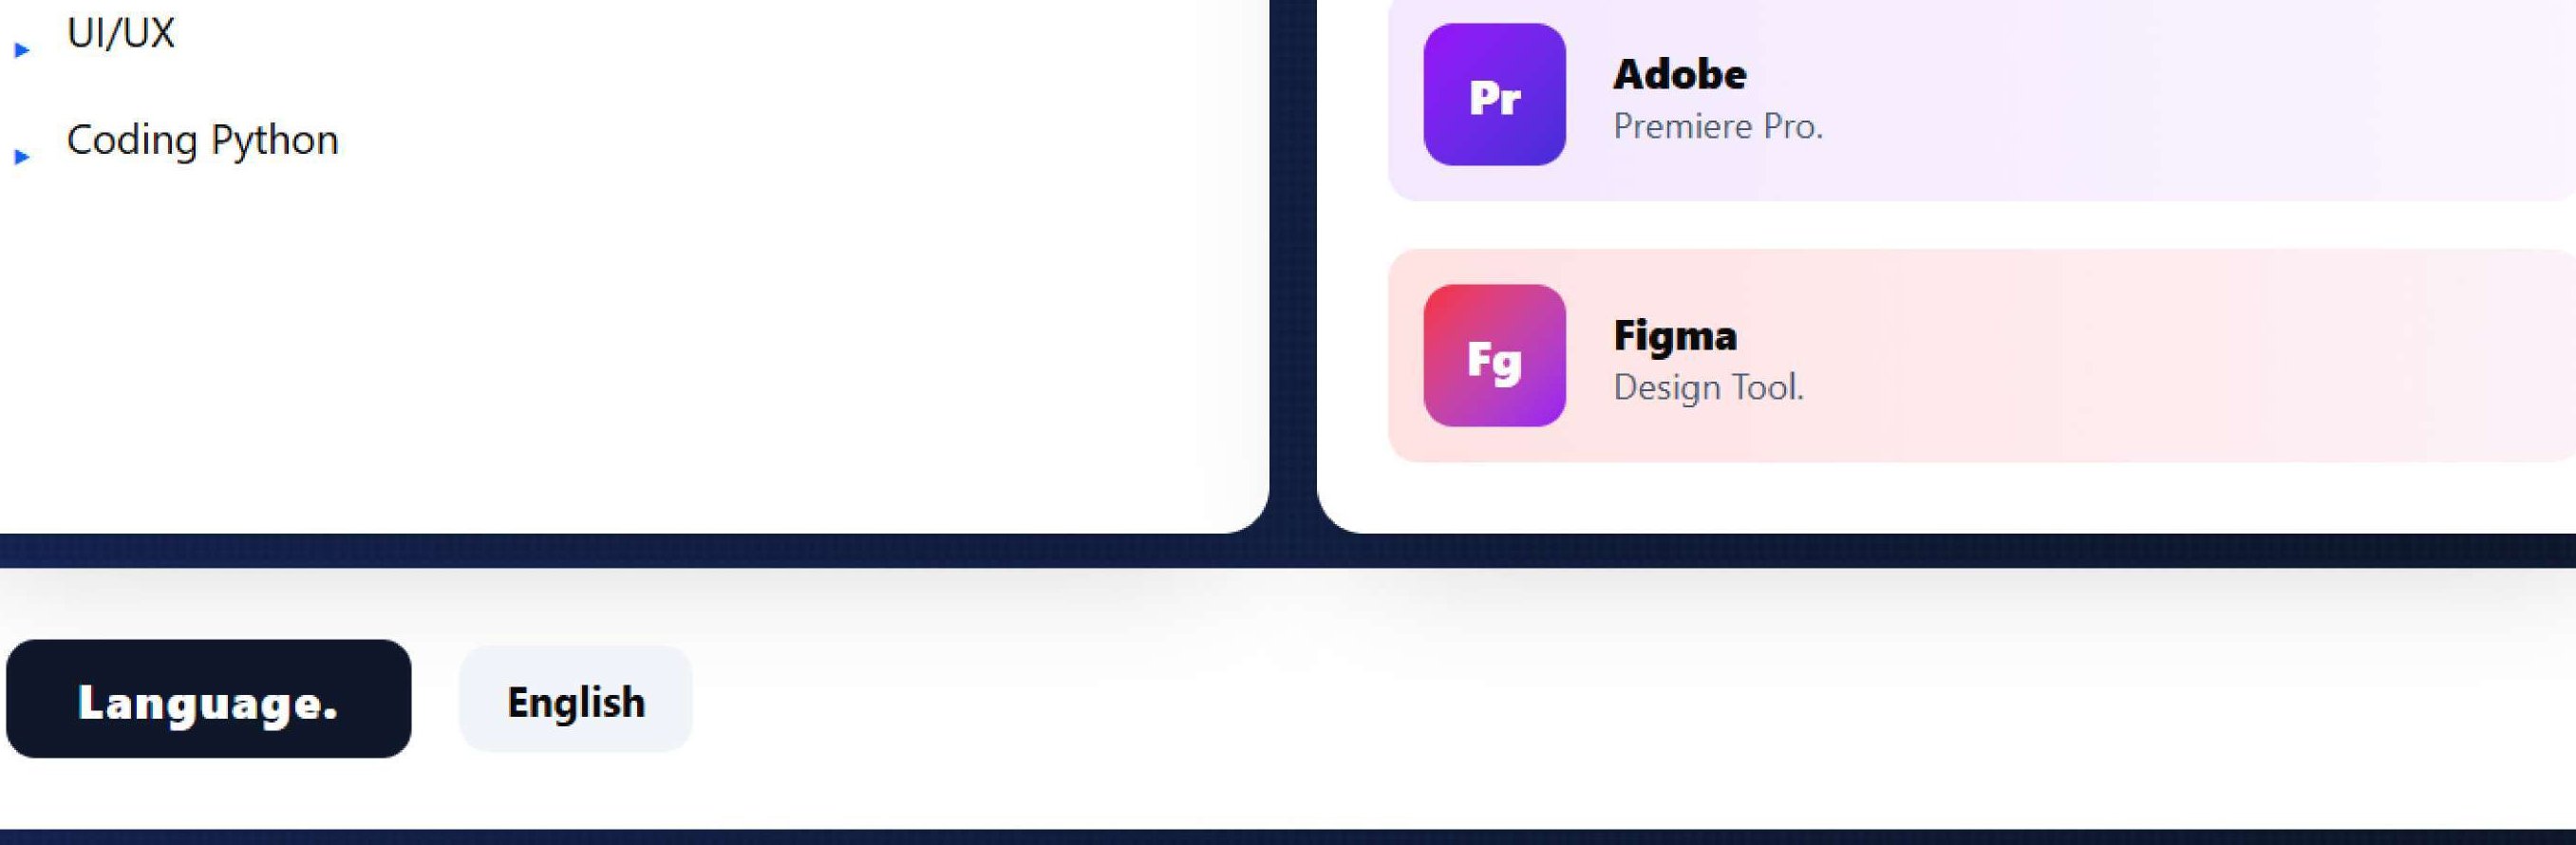 UI/UX
Coding Python
Pr
Adobe
Premiere Pro.
Fg
Figma
Design Tool.
Language.
English